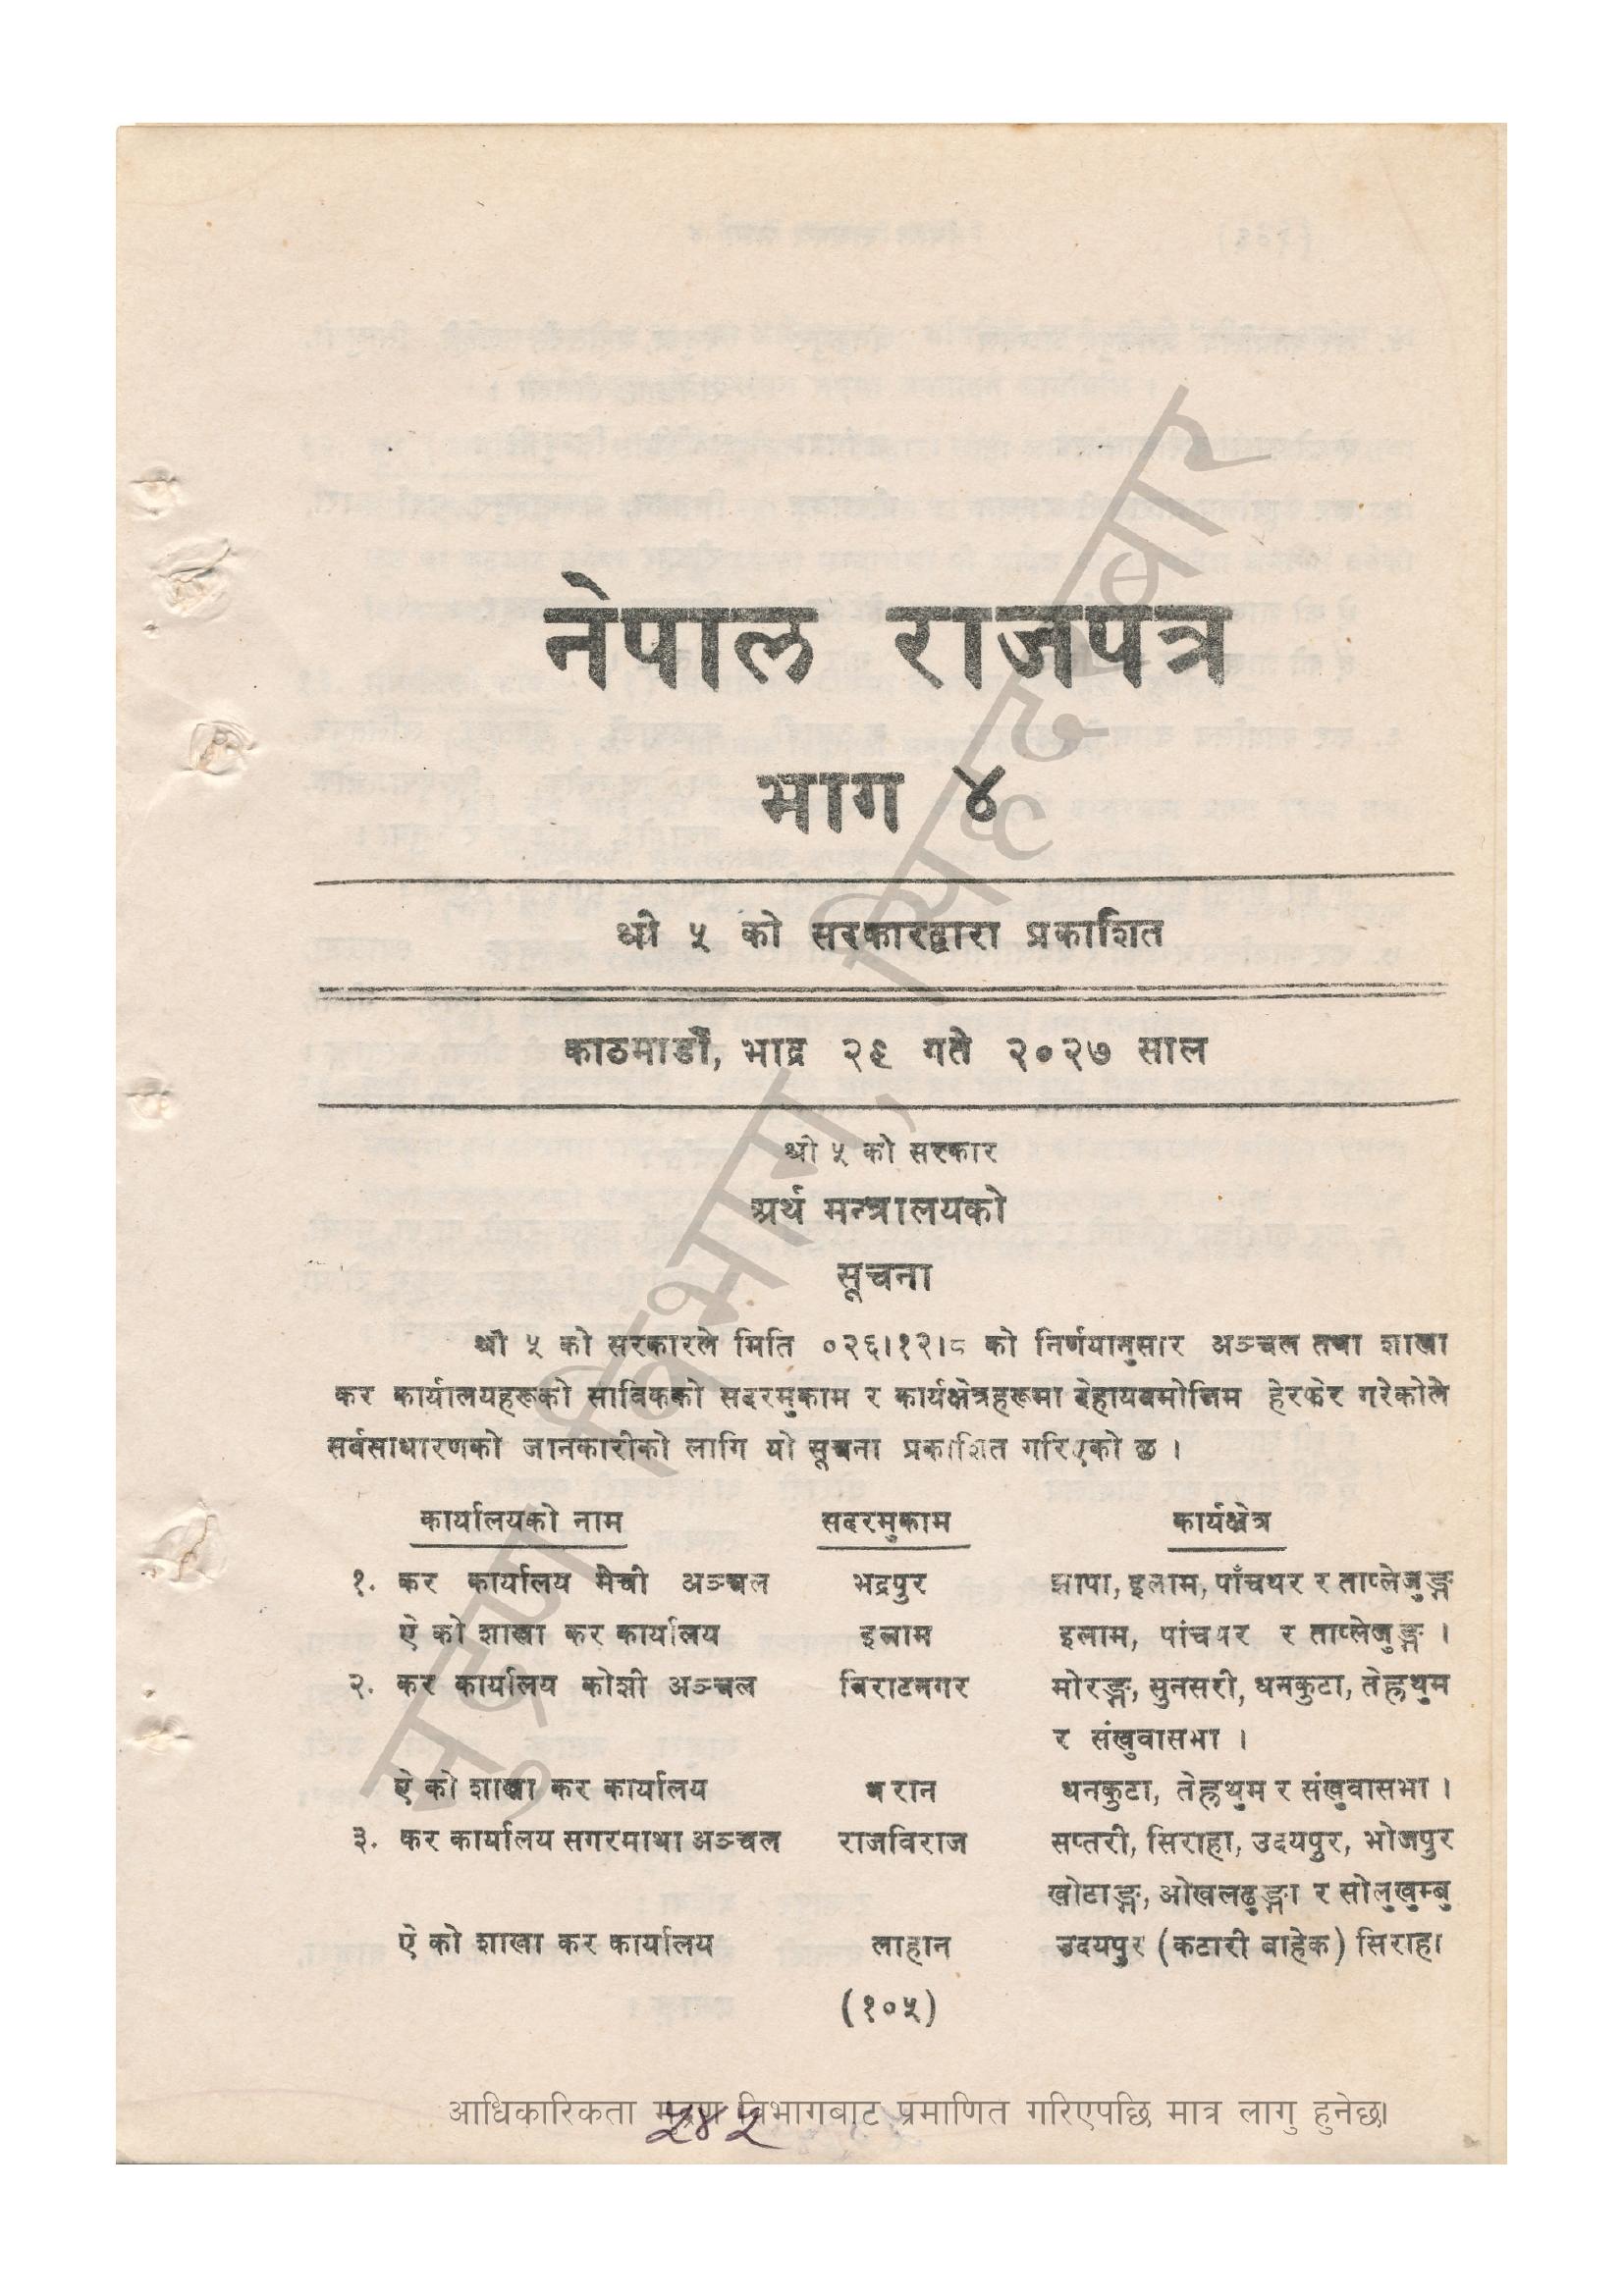 नेपाल राजपत्र
भाग ४
श्री ५ को सरकारद्वारा प्रकाशित
काठमाडौं, भाद्र २९ गते २०२७ साल
श्री ५ को सरकार
अर्थ मन्त्रालयको
सूचना
श्री ५ को सरकारले मिति ०२६।१२।८ को निर्णयानुसार अञ्चल तथा शाखा
कर कार्यालयहरूको साविकको सदरमुकाम र कार्यक्षेत्रहरूमा देहायबमोजिम हेरफेर गरेकोले
सर्वसाधारणको जानकारीको लागि यो सूचना प्रकाशित गरिएको छ ।
कार्यालयको नाम सदरमुकाम कार्यक्षेत्र
१. कर कार्यालय मेची अञ्चल भद्रपुर झापा, इलाम, पाँचथर र ताप्लेजुङ्ग
ऐ को शाखा कर कार्यालय इलाम इलाम, पांचथर र ताप्लेजुङ्ग ।
२. कर कार्यालय कोशी अञ्चल बिराटनगर मोरङ्ग, सुनसरी, धनकुटा, तेह्रथुम
र संखुवासभा ।
ऐ को शाखा कर कार्यालय धरान धनकुटा, तेह्रथुम र संखुवासभा ।
३. कर कार्यालय सगरमाथा अञ्चल राजविराज सप्तरी, सिराहा, उदयपुर, भोजपुर
खोटाङ्ग, ओखलढुङ्गा र सोलुखुम्बु
ऐ को शाखा कर कार्यालय लाहान उदयपुर (कटारी बाहेक) सिराहा
(१०५)
आधिकारिकता मुद्रण विभागबाट प्रमाणित गरिएपछि मात्र लागु हुनेछ।
५४५
मुद्रण विभाग, सिंहदरबार